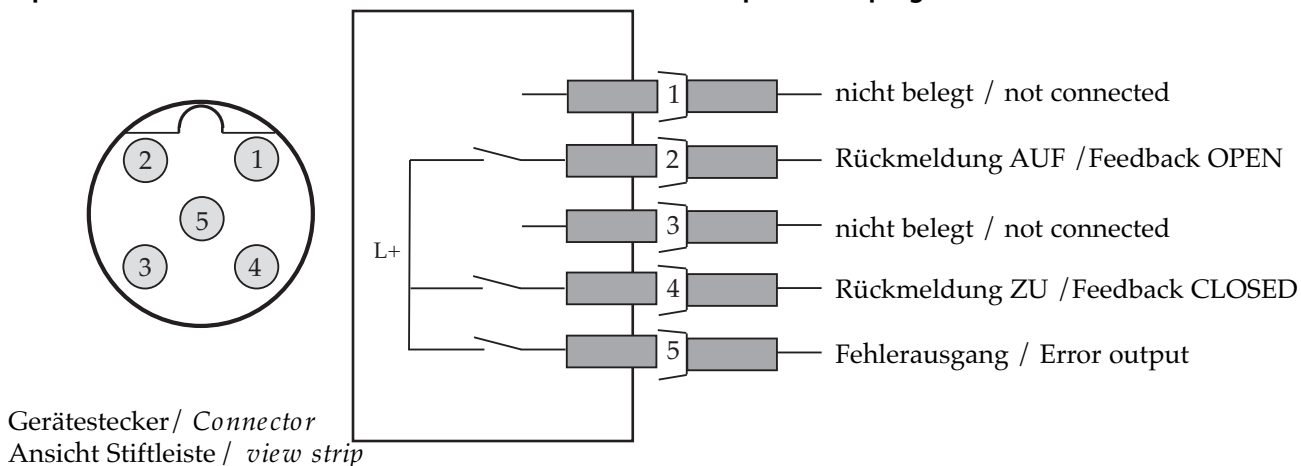 1 nicht belegt / not connected
2 Rückmeldung AUF /Feedback OPEN
3 nicht belegt / not connected
L+
4 Rückmeldung ZU /Feedback CLOSED
5 Fehlerausgang / Error output
2 1
5
3 4
Gerätestecker/ Connector
Ansicht Stiftleiste / view strip